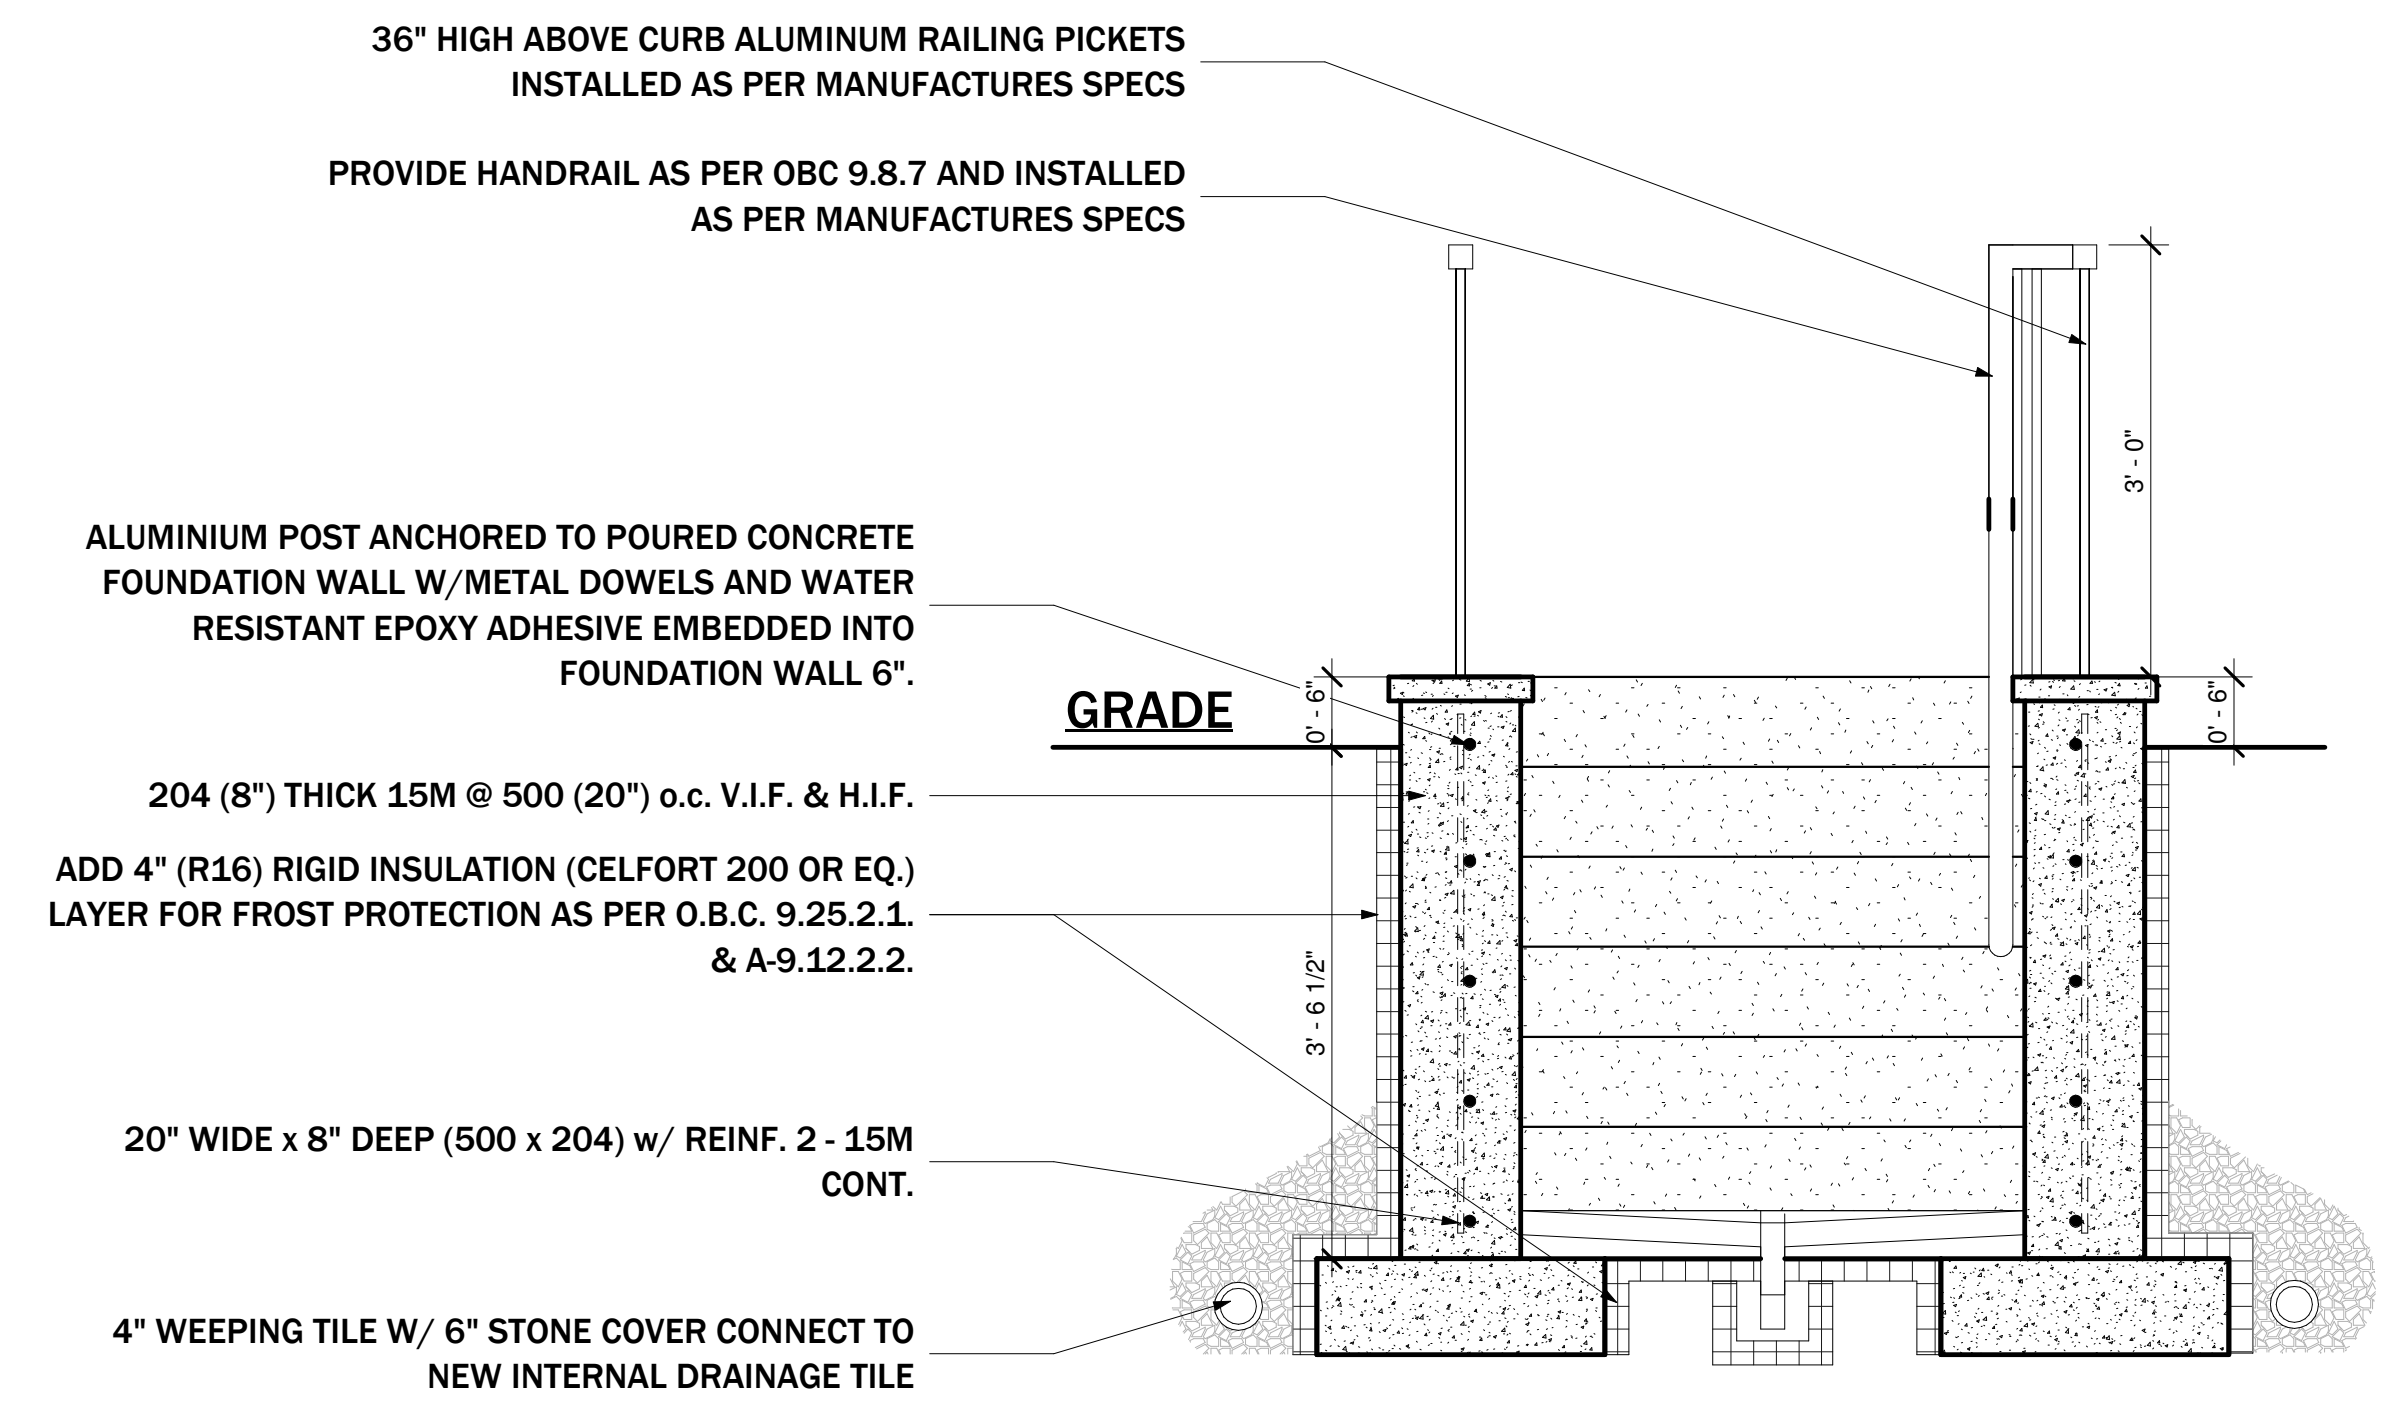 36" HIGH ABOVE CURB ALUMINUM RAILING PICKETS
INSTALLED AS PER MANUFACTURES SPECS
PROVIDE HANDRAIL AS PER OBC 9.8.7 AND INSTALLED
AS PER MANUFACTURES SPECS
3' - 0"
ALUMINIUM POST ANCHORED TO POURED CONCRETE
FOUNDATION WALL W/METAL DOWELS AND WATER
RESISTANT EPOXY ADHESIVE EMBEDDED INTO
FOUNDATION WALL 6".
GRADE
0' - 6"
0' - 6"
204 (8") THICK 15M @ 500 (20") o.c. V.I.F. & H.I.F.
ADD 4" (R16) RIGID INSULATION (CELFORT 200 OR EQ.)
LAYER FOR FROST PROTECTION AS PER O.B.C. 9.25.2.1.
& A-9.12.2.2.
3' - 6 1/2"
20" WIDE x 8" DEEP (500 x 204) w/ REINF. 2 - 15M
CONT.
4" WEEPING TILE W/ 6" STONE COVER CONNECT TO
NEW INTERNAL DRAINAGE TILE